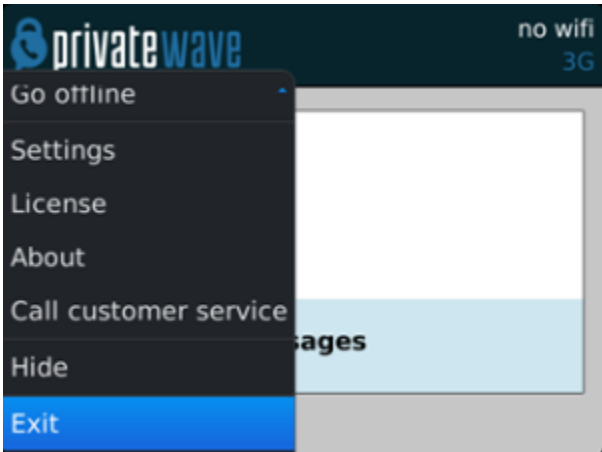 privatewave
no wifi
3G
Go offline
Settings
License
About
Call customer service
sages
Hide
Exit